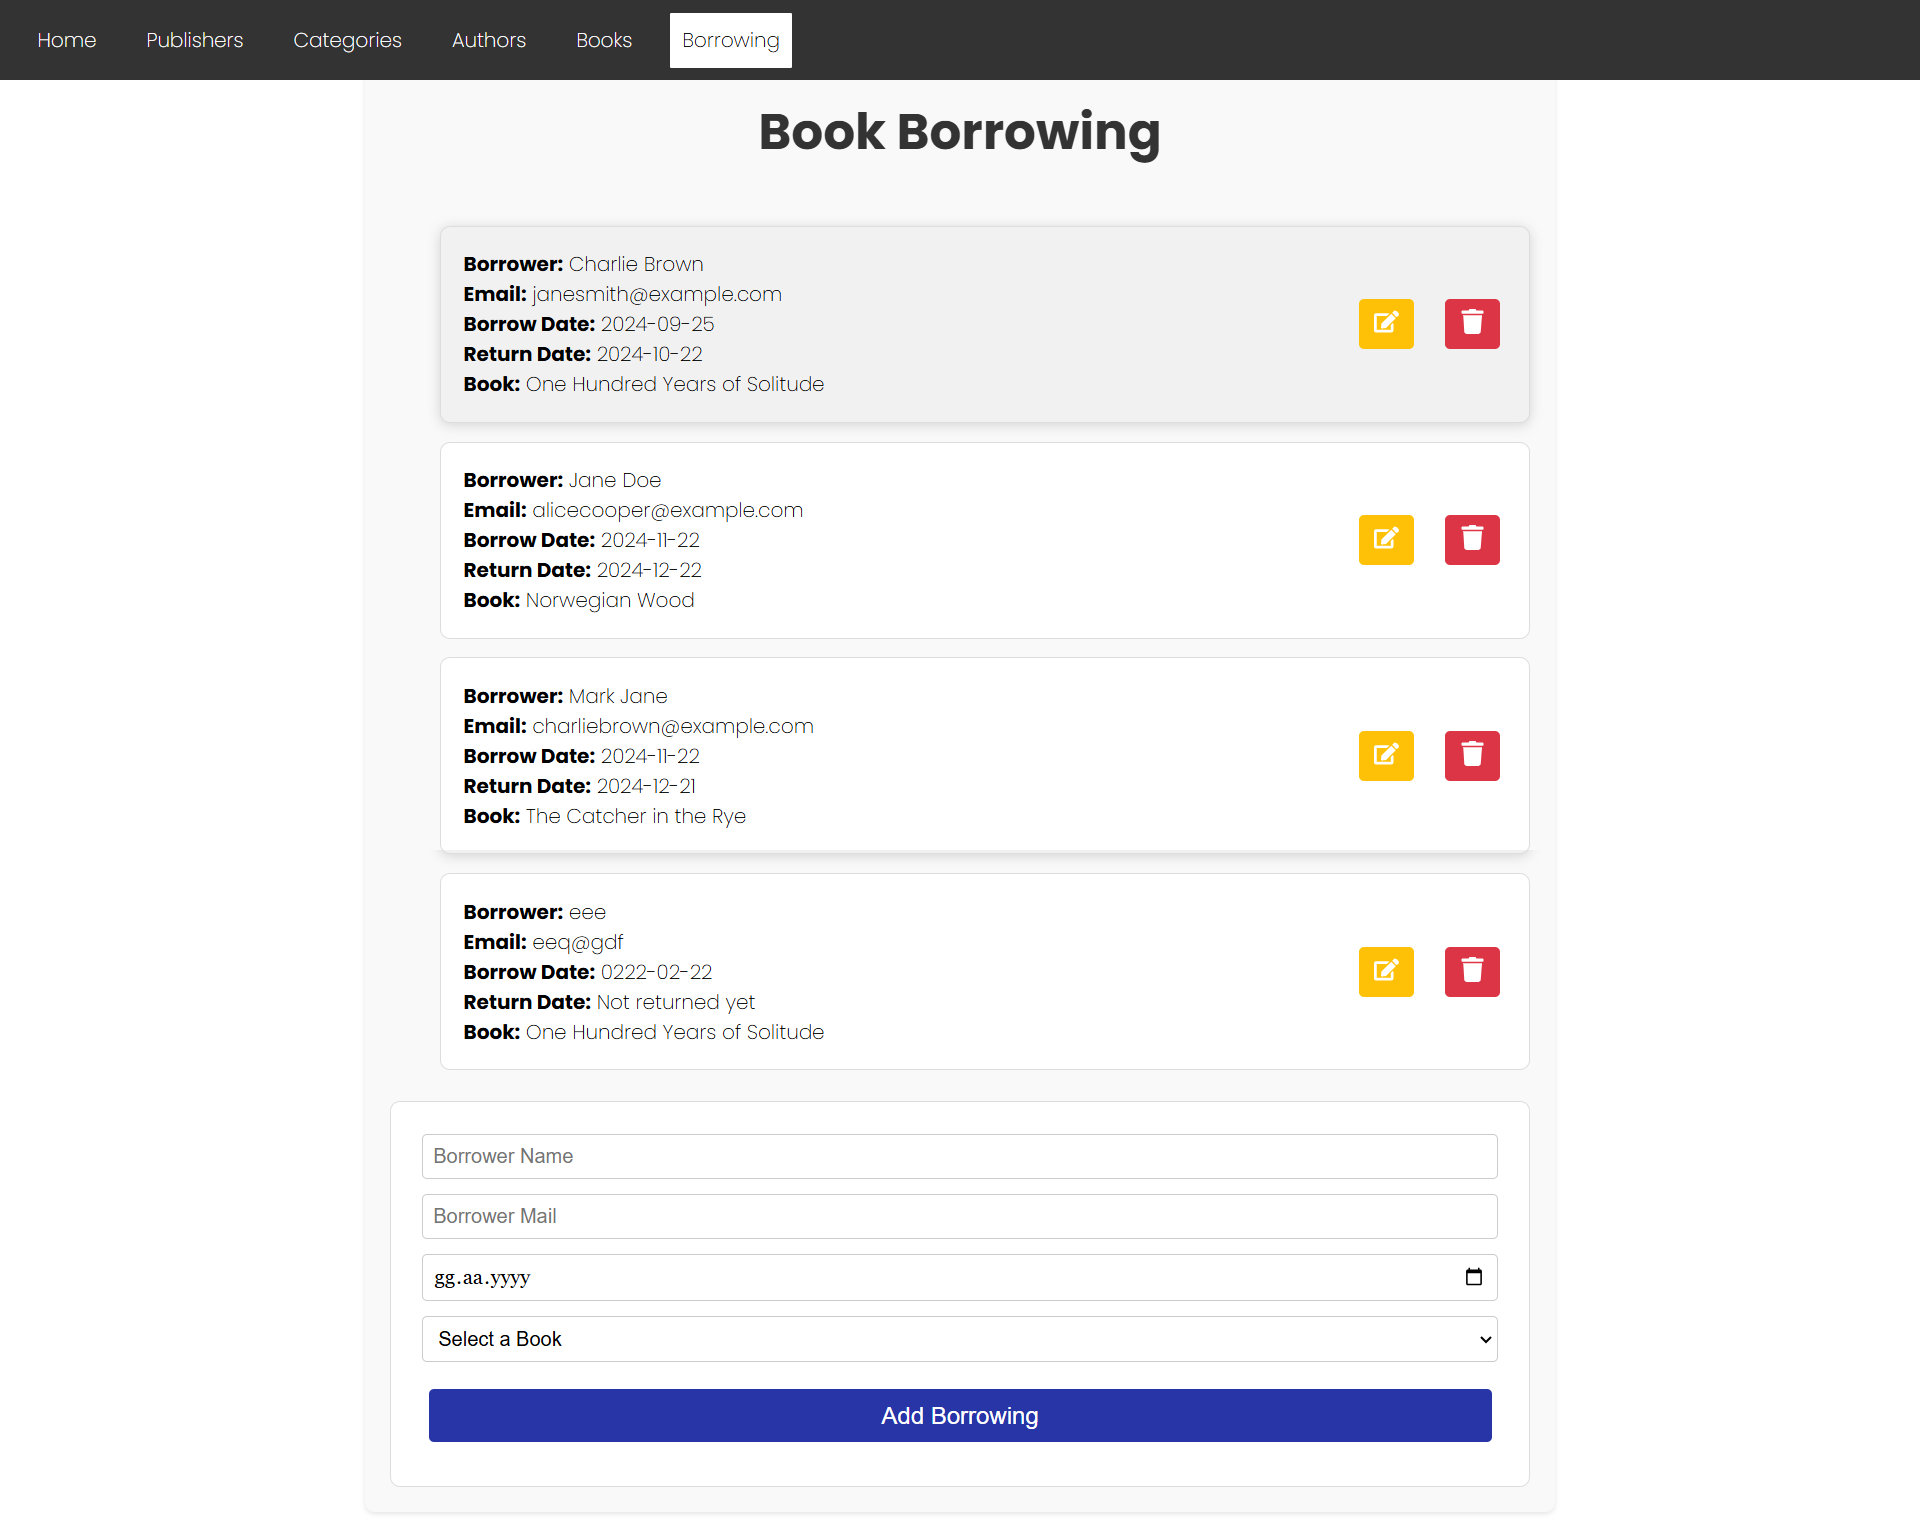 Home Publishers Categories Authors Books Borrowing
Book Borrowing
Borrower: Charlie Brown
Email: janesmith@example.com
Borrow Date: 2024-09-25
Return Date: 2024-10-22
Book: One Hundred Years of Solitude
Borrower: Jane Doe
Email: alicecooper@example.com
Borrow Date: 2024-11-22
Return Date: 2024-12-22
Book: Norwegian Wood
Borrower: Mark Jane
Email: charliebrown@example.com
Borrow Date: 2024-11-22
Return Date: 2024-12-21
Book: The Catcher in the Rye
Borrower: eee
Email: eeq@gdf
Borrow Date: 0222-02-22
Return Date: Not returned yet
Book: One Hundred Years of Solitude
Borrower Name
Borrower Mail
gg.aa.yyyy
Select a Book
Add Borrowing